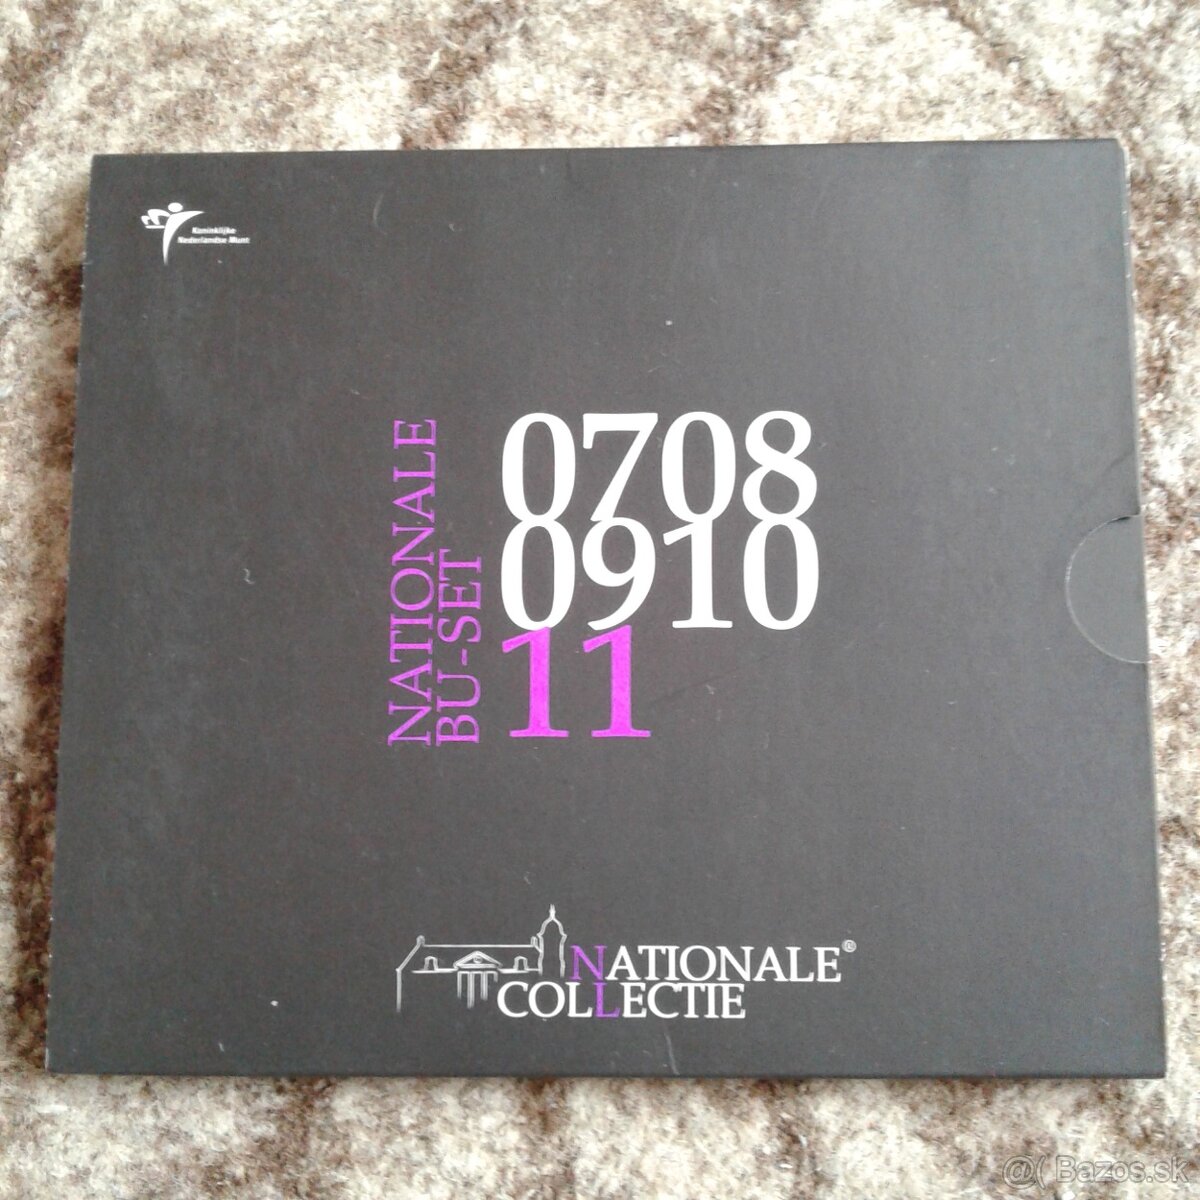 Koninklijke
Nederlandse Munt
NATIONALE
BU-SET
0708
0910
11
NATIONALE®
COLLECTIE
@( Bazos.sk